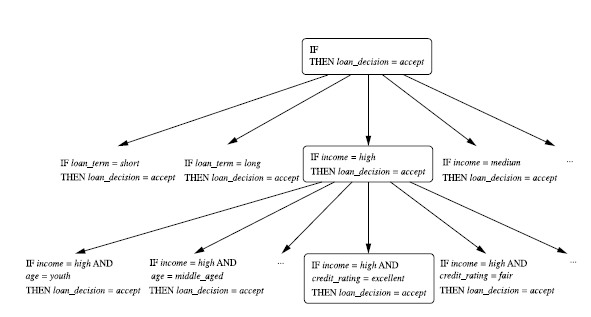 IF
THEN loan_decision = accept
IF loan_term = short
THEN loan_decision = accept
IF loan_term = long
THEN loan_decision = accept
IF income = high
THEN loan_decision = accept
IF income = medium
THEN loan_decision = accept
...
IF income = high AND
age = youth
THEN loan_decision = accept
IF income = high AND
age = middle_aged
THEN loan_decision = accept
...
IF income = high AND
credit_rating = excellent
THEN loan_decision = accept
IF income = high AND
credit_rating = fair
THEN loan_decision = accept
...